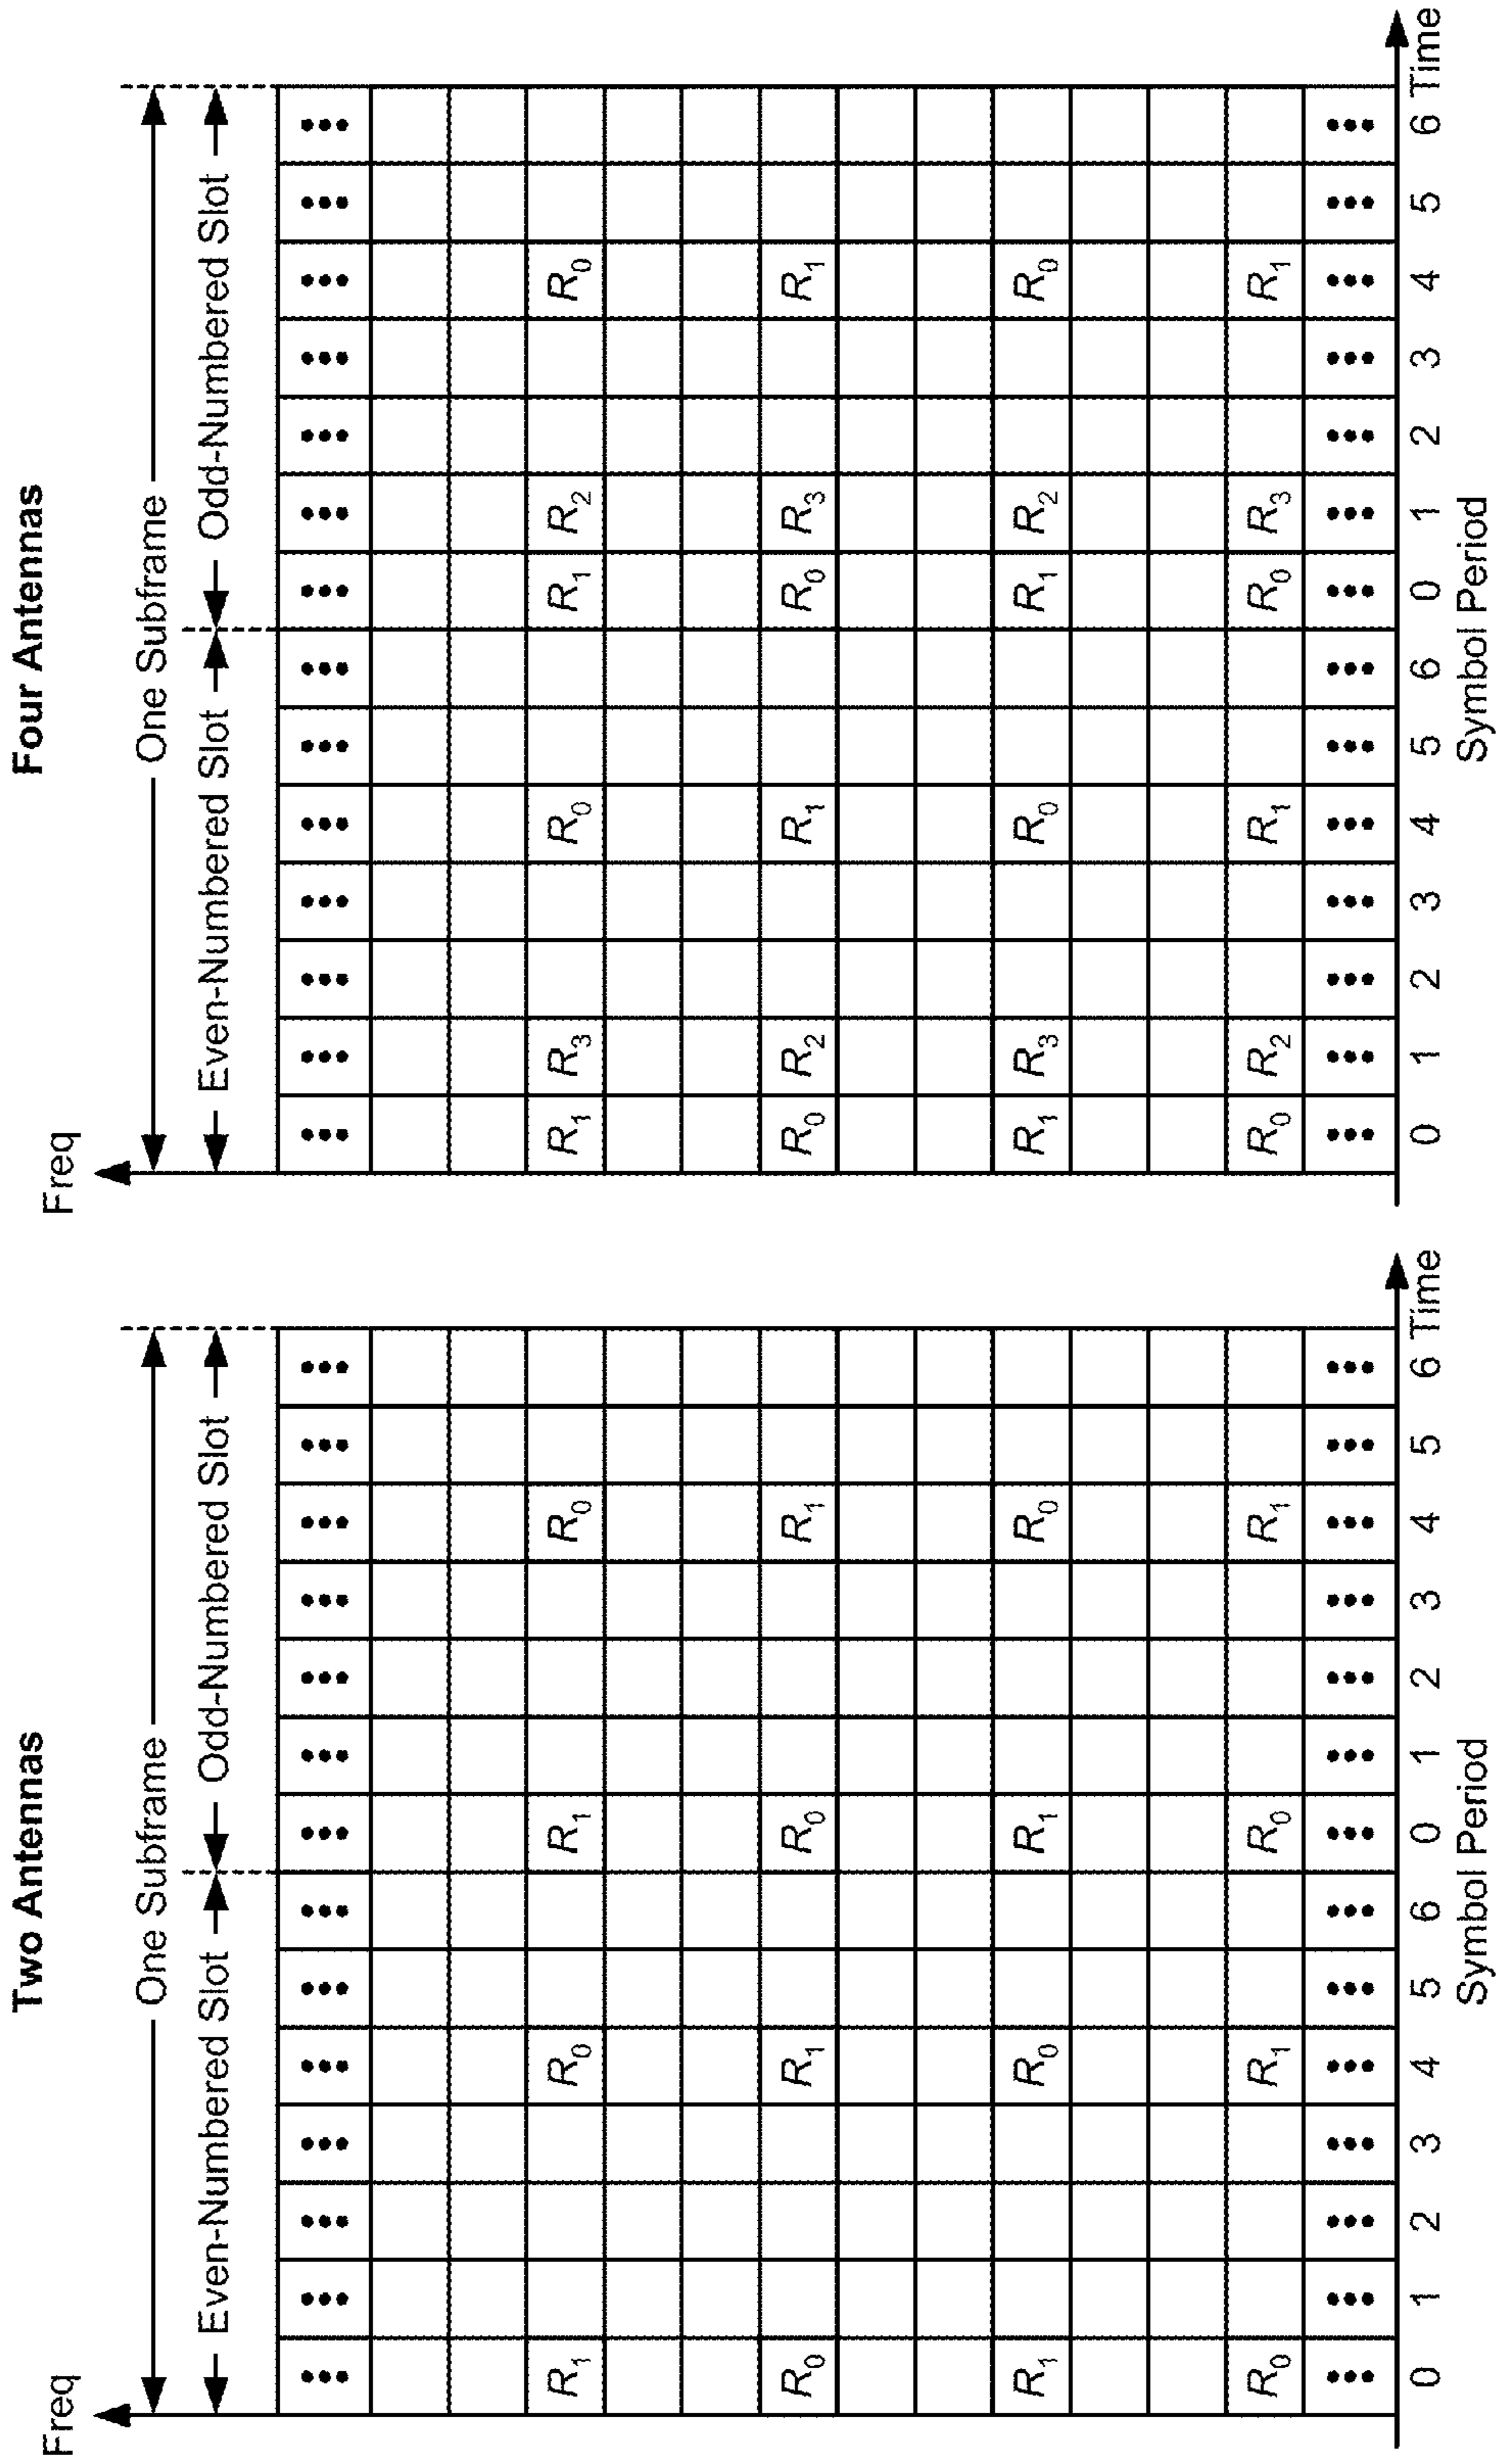 Two Antennas
Freq
One Subframe
Even-Numbered Slot
Odd-Numbered Slot
••• ••• ••• ••• ••• ••• ••• ••• ••• ••• ••• ••• ••• •••
R1 R0 R1 R0
R0 R1 R0 R1
R1 R0 R1 R0
R0 R1 R0 R1
••• ••• ••• ••• ••• ••• ••• ••• ••• ••• ••• ••• ••• •••
0 1 2 3 4 5 6 0 1 2 3 4 5 6 Time
Symbol Period
Four Antennas
Freq
One Subframe
Even-Numbered Slot
Odd-Numbered Slot
••• ••• ••• ••• ••• ••• ••• ••• ••• ••• ••• ••• ••• •••
R1 R3 R0 R1 R2 R0
R0 R2 R1 R0 R3 R1
R1 R3 R0 R1 R2 R0
R0 R2 R1 R0 R3 R1
••• ••• ••• ••• ••• ••• ••• ••• ••• ••• ••• ••• ••• •••
0 1 2 3 4 5 6 0 1 2 3 4 5 6 Time
Symbol Period